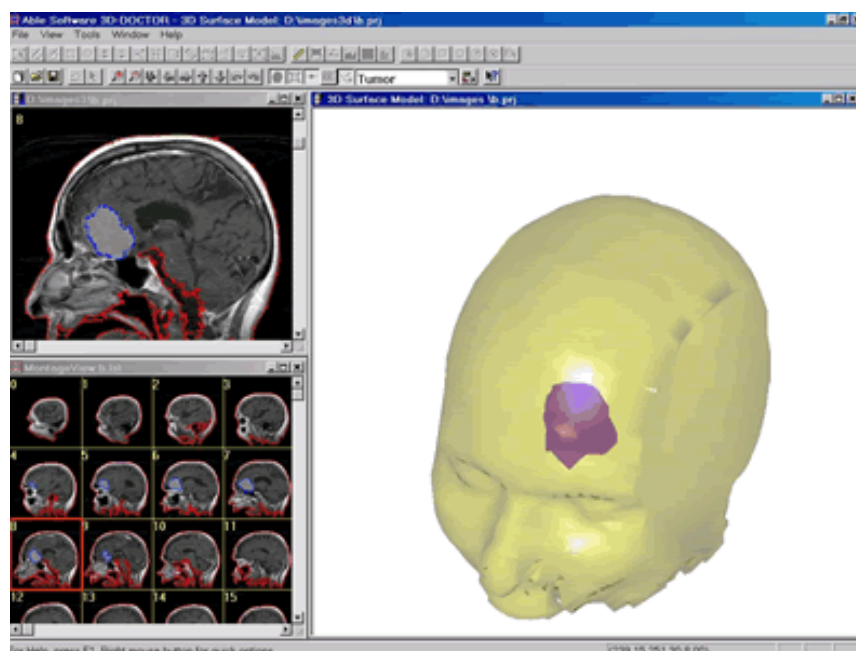 Able Software 3D-DOCTOR - 3D Surface Model: D:\images3d\b.prj
File View Tools Window Help
Tumor
D:\images3\b.prj
3D Surface Model: D:\images \b.prj
8
MontageView b.lst
0 1 2 3
4 5 6 7
8 9 10 11
12 13 14 15
For Help, press F1. Right mouse button for quick options.